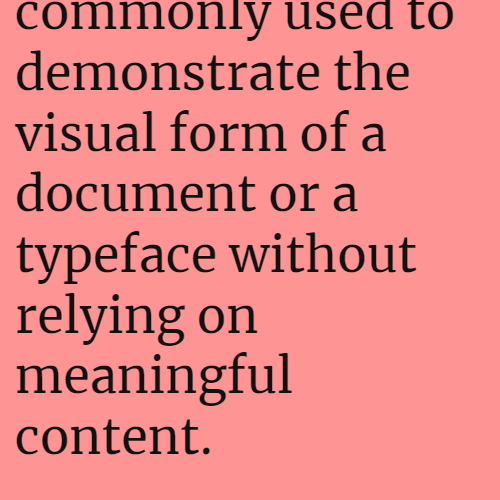 commonly used to
demonstrate the
visual form of a
document or a
typeface without
relying on
meaningful
content.